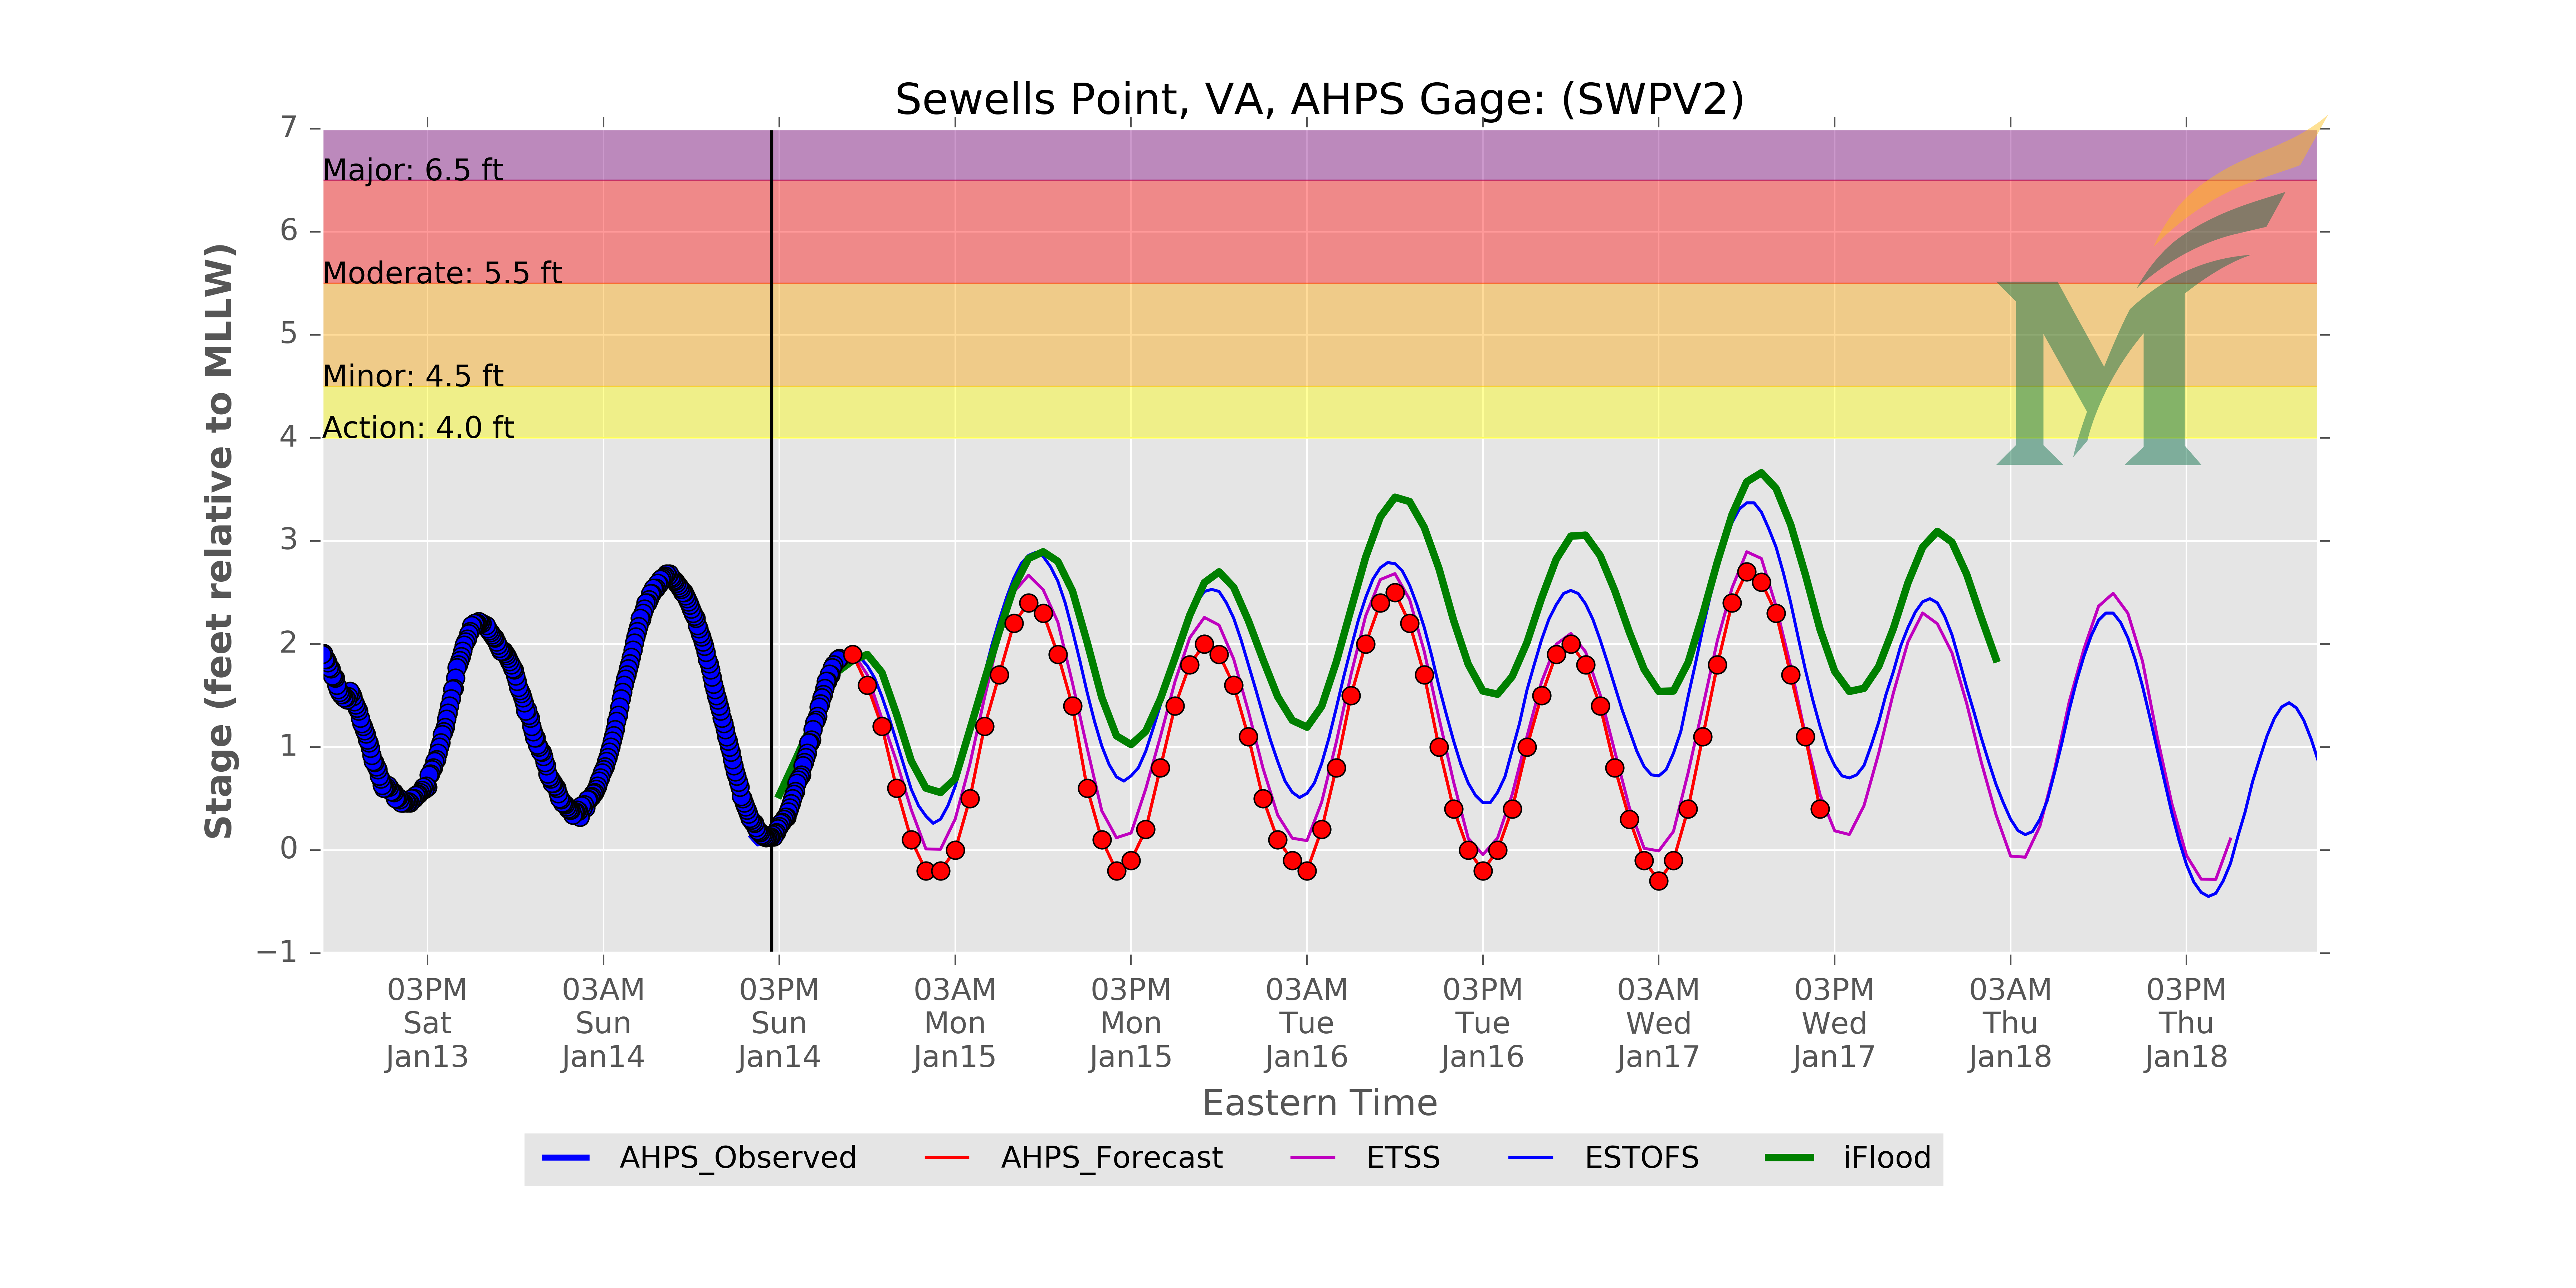 Sewells Point, VA, AHPS Gage: (SWPV2)
Stage (feet relative to MLLW)
7
6
5
4
3
2
1
0
−1
Major: 6.5 ft
Moderate: 5.5 ft
Minor: 4.5 ft
Action: 4.0 ft
M
03PM Sat Jan13
03AM Sun Jan14
03PM Sun Jan14
03AM Mon Jan15
03PM Mon Jan15
03AM Tue Jan16
03PM Tue Jan16
03AM Wed Jan17
03PM Wed Jan17
03AM Thu Jan18
03PM Thu Jan18
Eastern Time
AHPS_Observed AHPS_Forecast ETSS ESTOFS iFlood